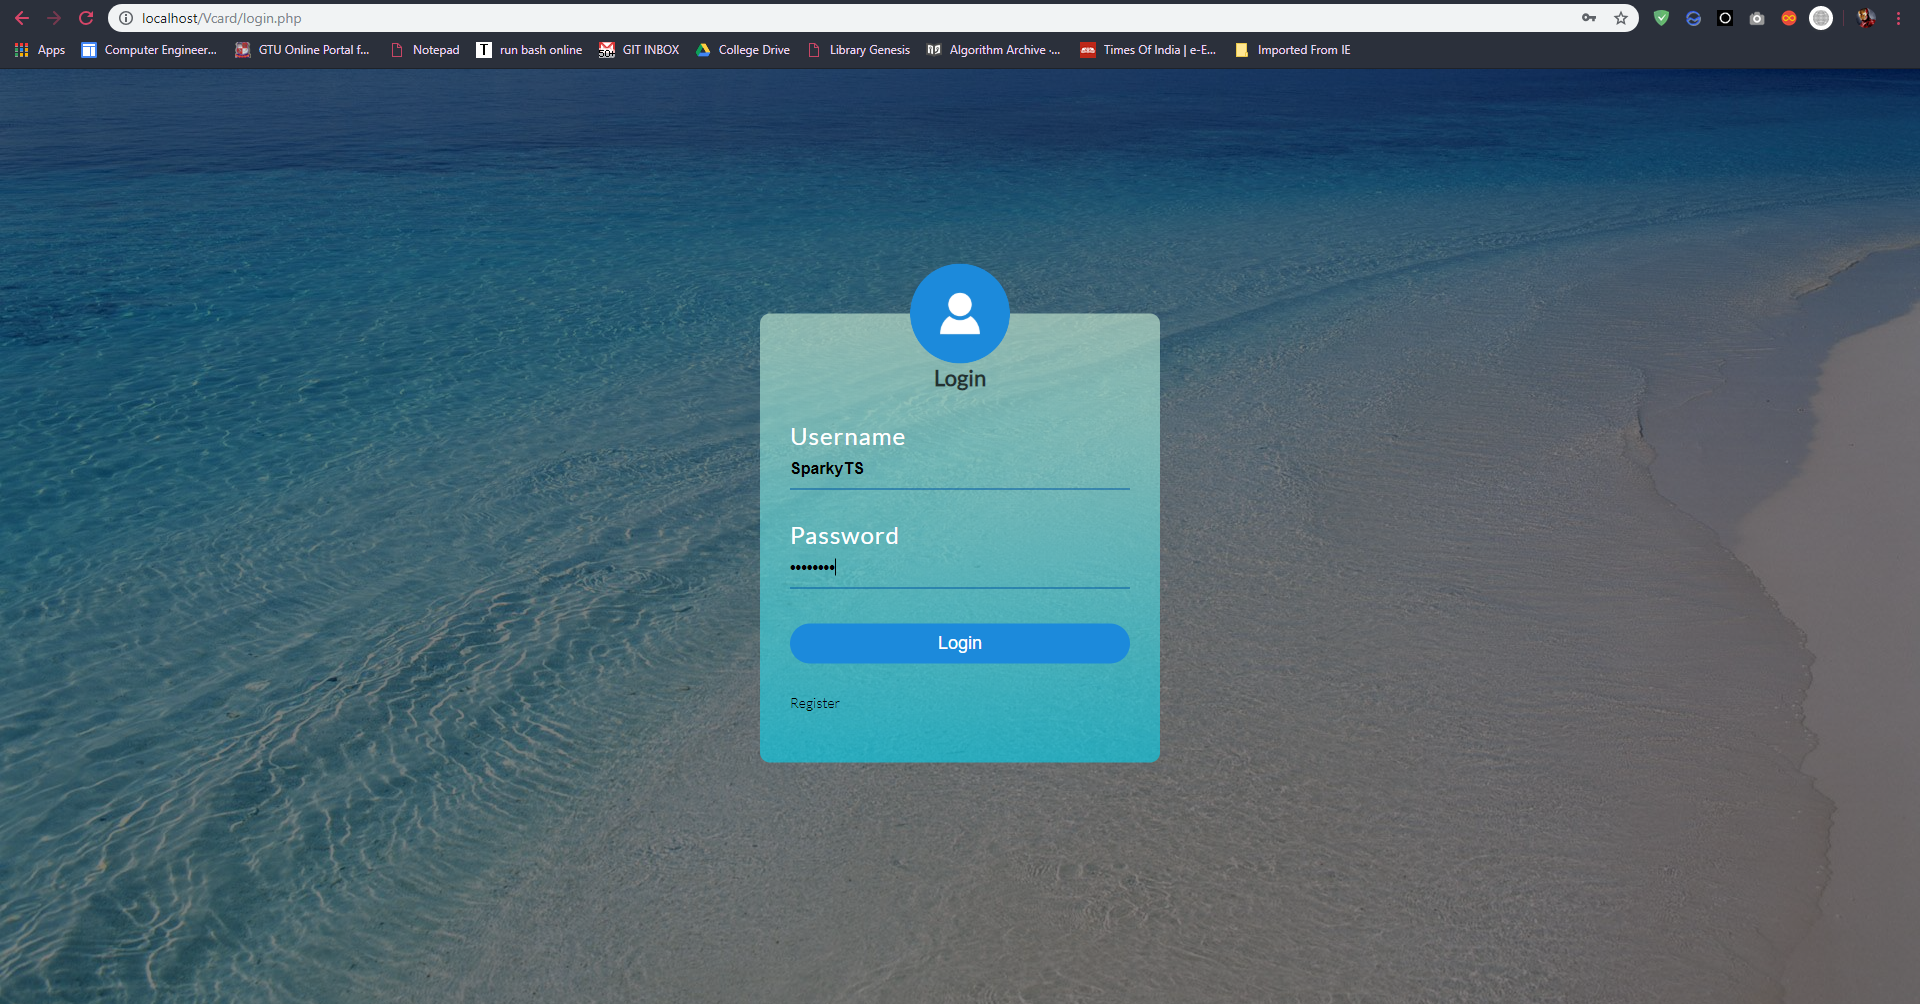 localhost/Vcard/login.php
Apps Computer Engineer... GTU Online Portal f... Notepad T run bash online 50+ GIT INBOX College Drive Library Genesis Algorithm Archive ·... Times Of India | e-E... Imported From IE
Login
Username
SparkyTS
Password
••••••••
Login
Register